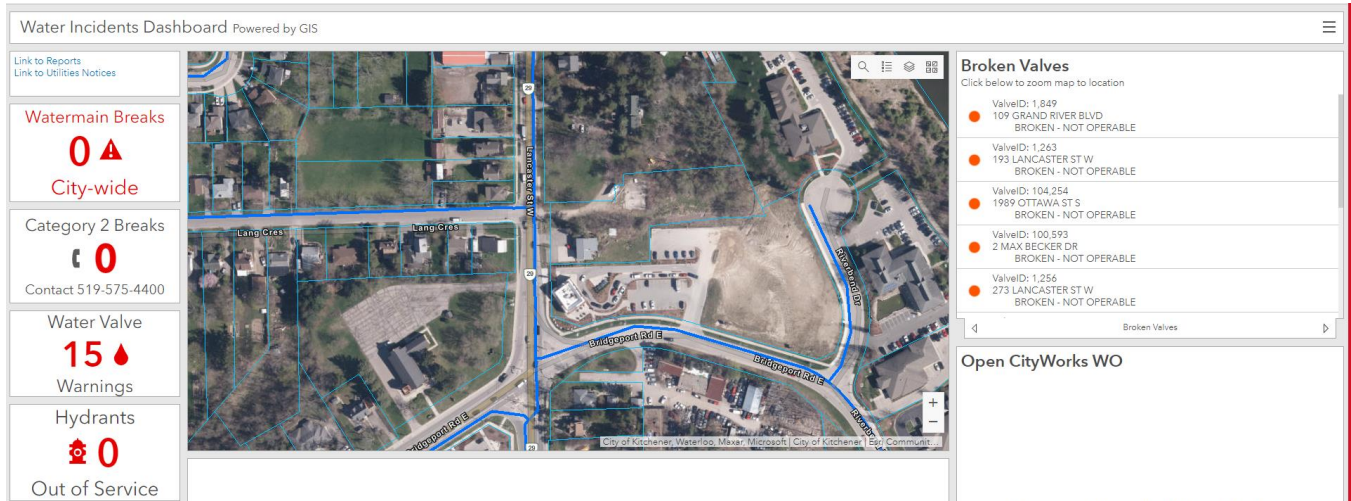 Water Incidents Dashboard Powered by GIS
Link to Reports
Link to Utilities Notices
Watermain Breaks
0
City-wide
Category 2 Breaks
0
Contact 519-575-4400
Water Valve
15
Warnings
Hydrants
0
Out of Service
29
Lancaster St W
Lang Cres
Lang Cres
29
Riverbend Dr
Bridgeport Rd E
Bridgeport Rd E
Bridgeport Rd E
29
+
−
City of Kitchener, Waterloo, Maxar, Microsoft | City of Kitchener | Esri Communit...
Broken Valves
Click below to zoom map to location
ValveID: 1,849
109 GRAND RIVER BLVD
BROKEN - NOT OPERABLE
ValveID: 1,263
193 LANCASTER ST W
BROKEN - NOT OPERABLE
ValveID: 104,254
1989 OTTAWA ST S
BROKEN - NOT OPERABLE
ValveID: 100,593
2 MAX BECKER DR
BROKEN - NOT OPERABLE
ValveID: 1,256
273 LANCASTER ST W
BROKEN - NOT OPERABLE
Broken Valves
Open CityWorks WO